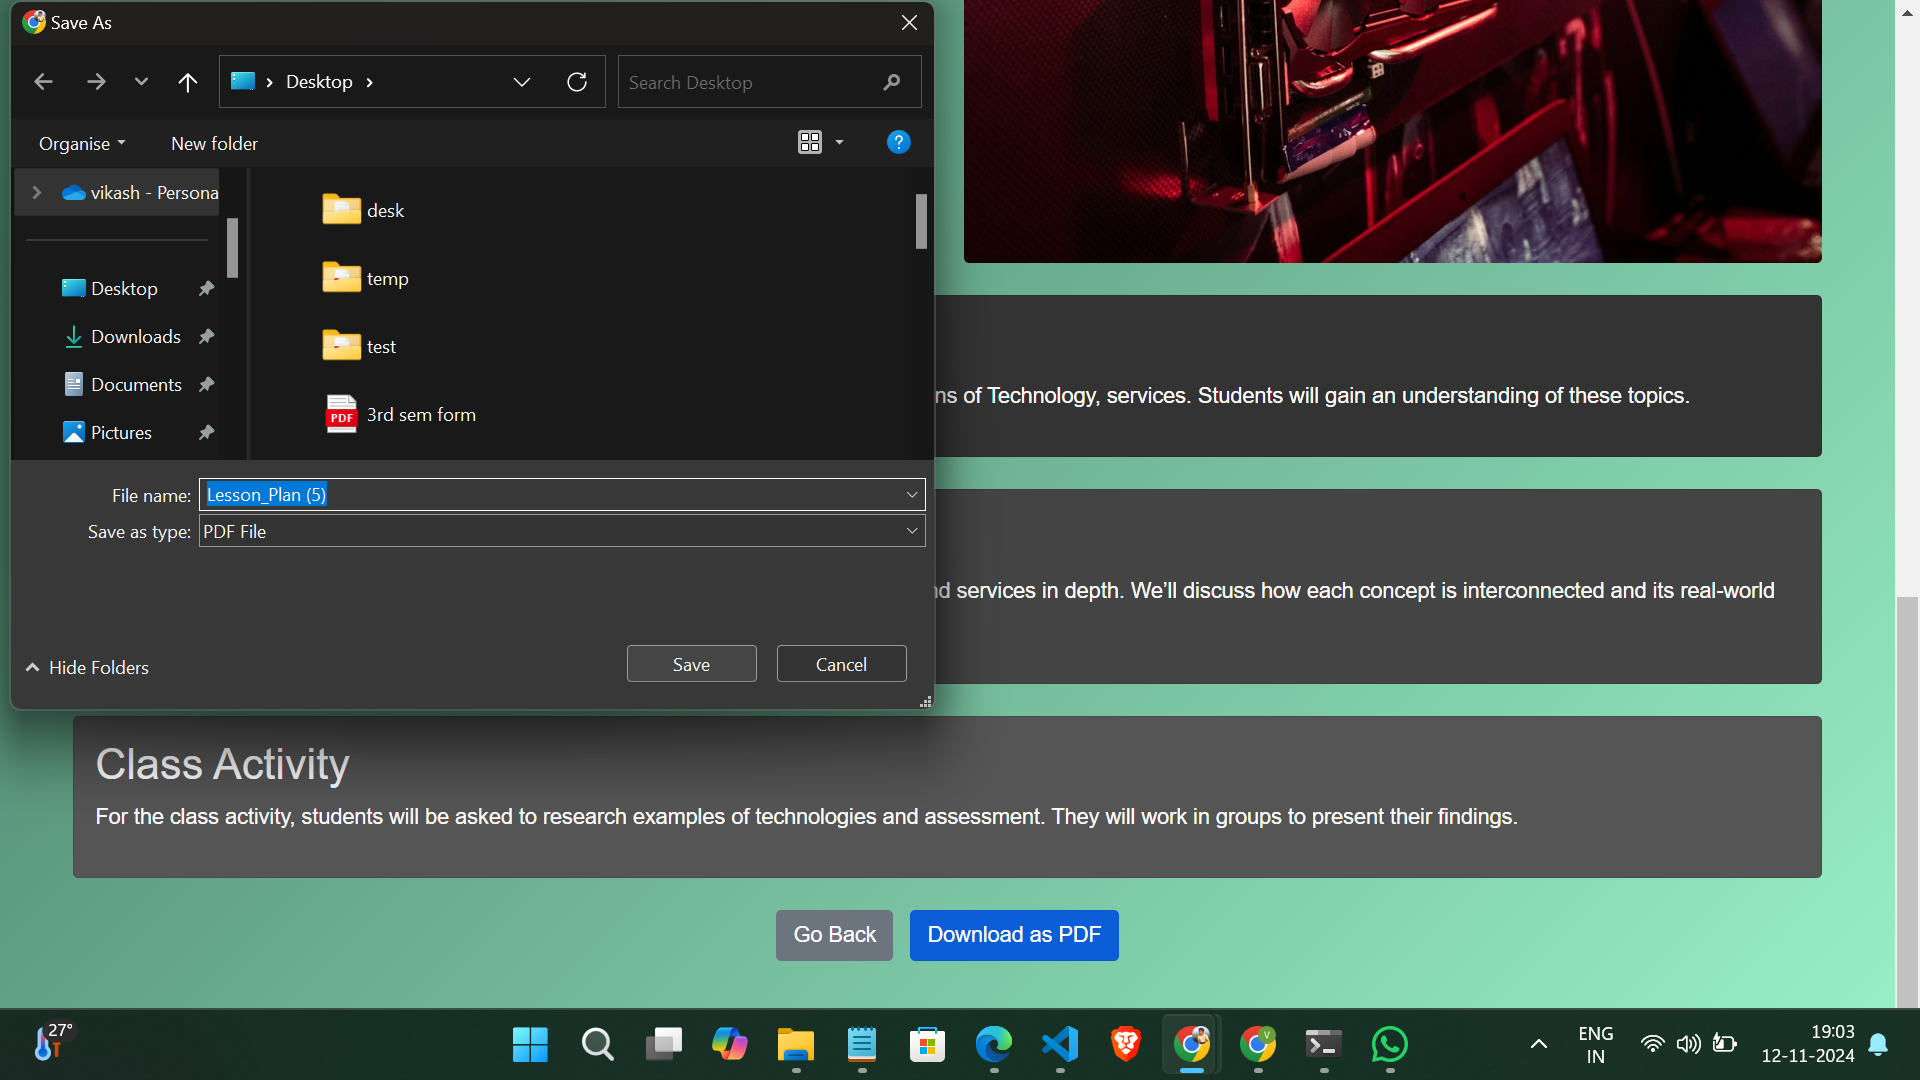 Save As
Desktop
Search Desktop
Organise
New folder
?
vikash - Persona
Desktop
Downloads
Documents
Pictures
desk
temp
test
PDF
3rd sem form
File name:
Lesson_Plan (5)
Save as type:
PDF File
Hide Folders
Save
Cancel
ns of Technology, services. Students will gain an understanding of these topics.
d services in depth. We’ll discuss how each concept is interconnected and its real-world
Class Activity
For the class activity, students will be asked to research examples of technologies and assessment. They will work in groups to present their findings.
Go Back
Download as PDF
27°
V
ENG
IN
19:03
12-11-2024